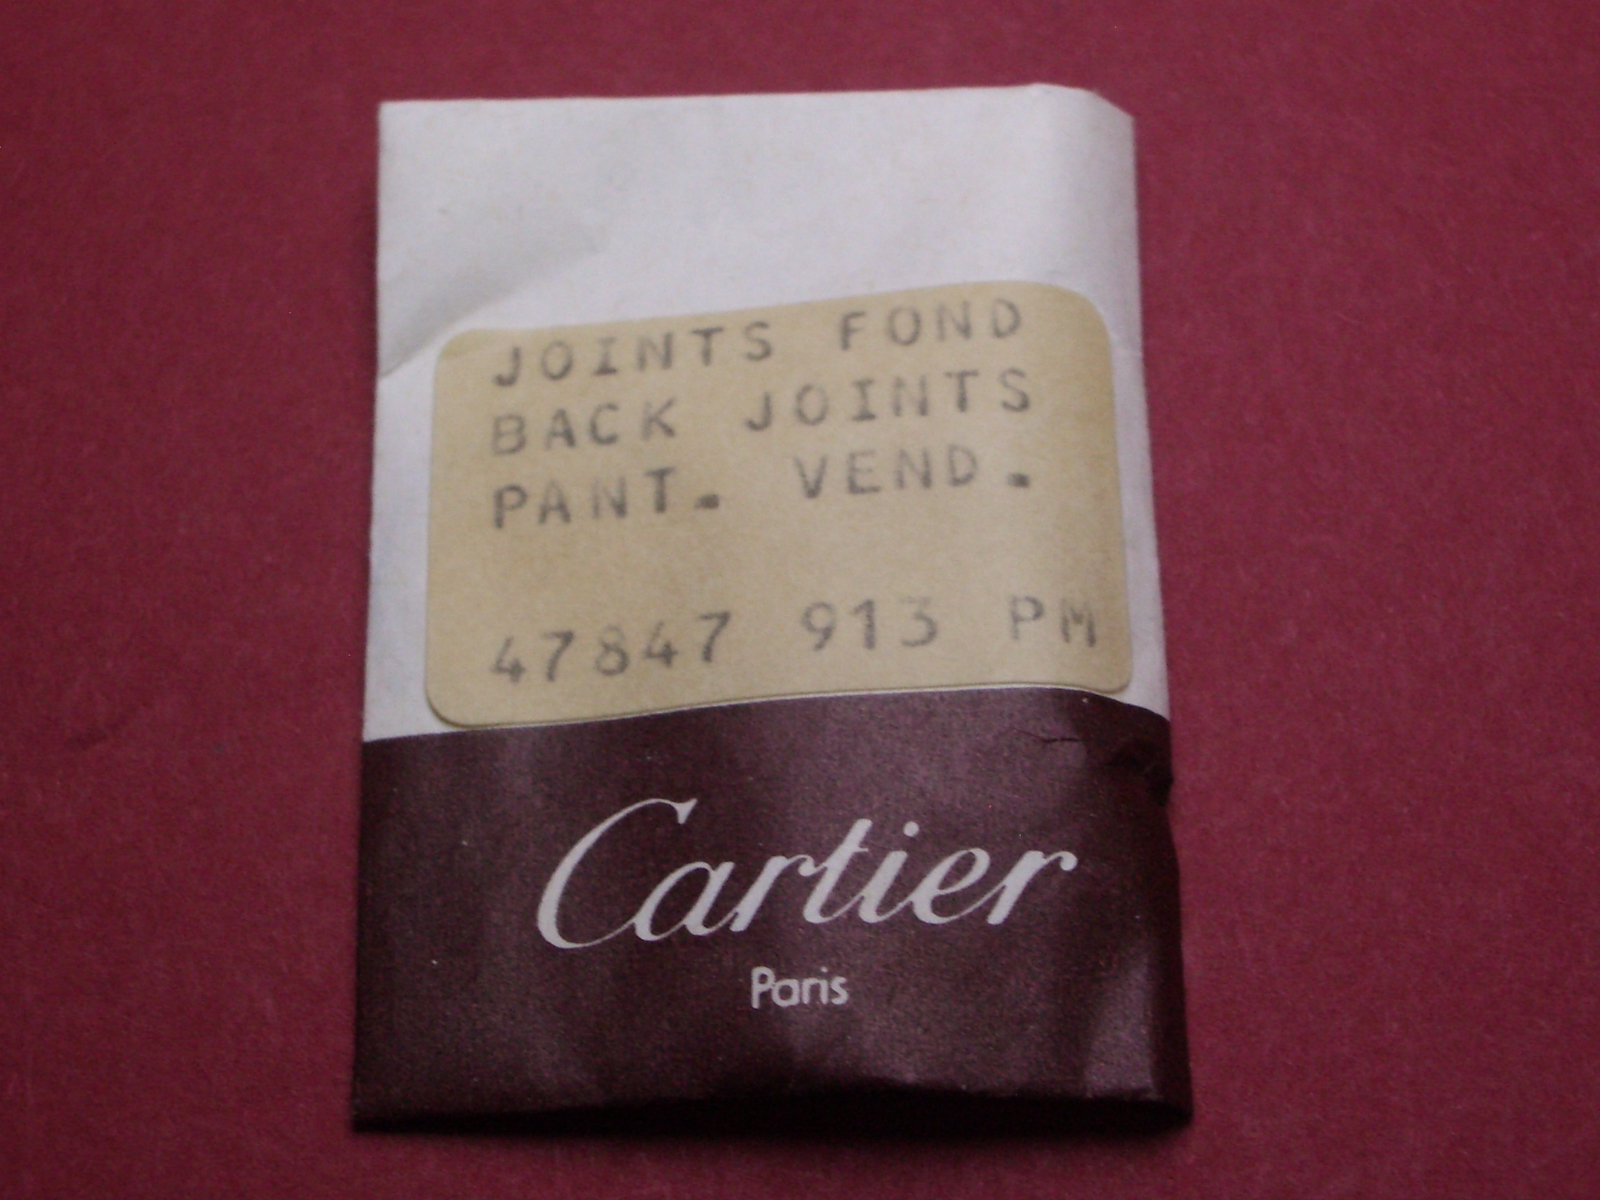 JOINTS FOND
BACK JOINTS
PANT. VEND.
47847 913 PM
Cartier
Paris